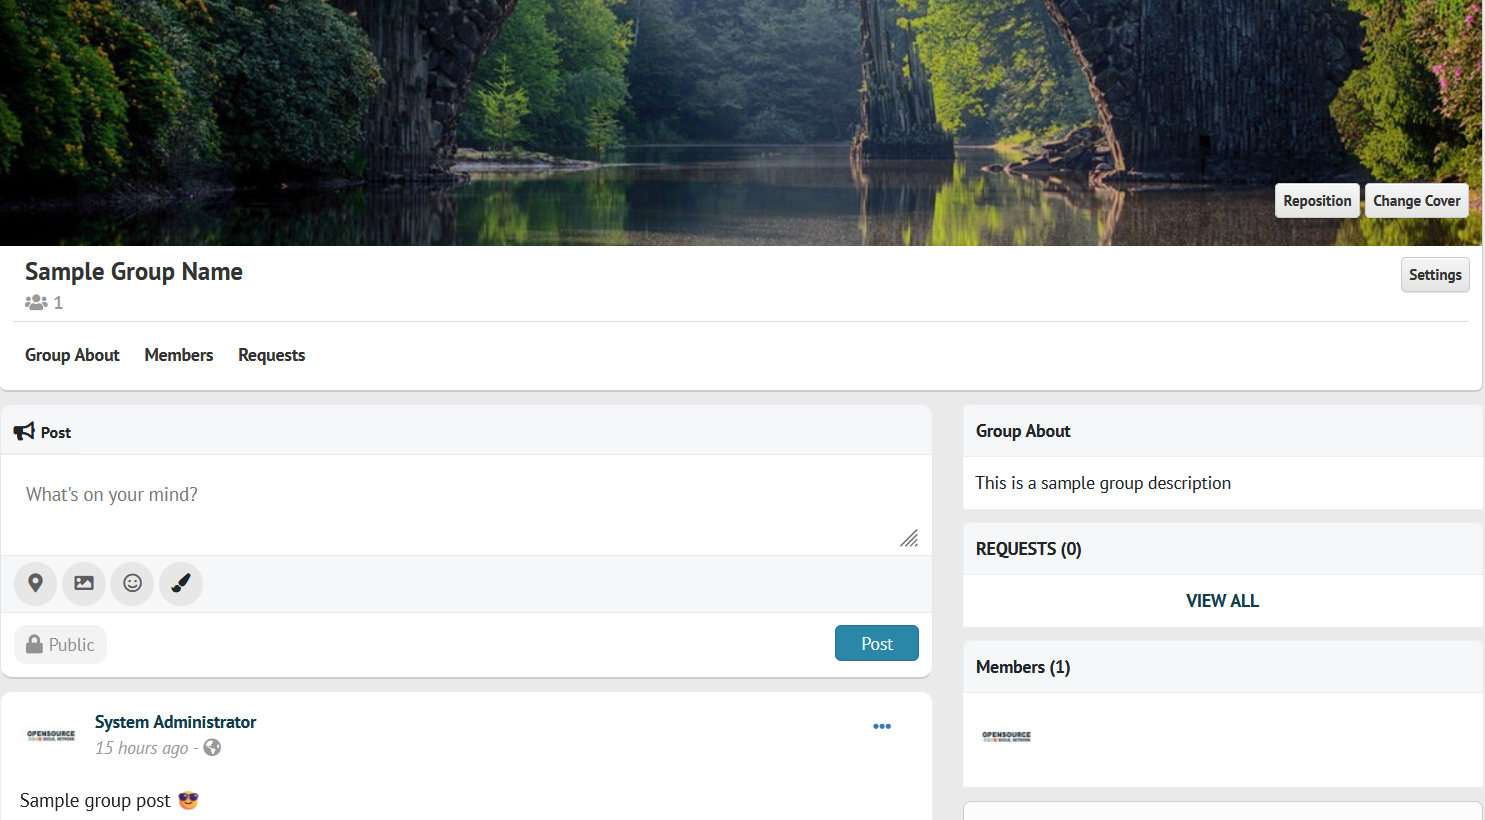 Reposition
Change Cover
Sample Group Name
Settings
1
Group About
Members
Requests
Post
What's on your mind?
Public
Post
System Administrator
15 hours ago -
Sample group post
OPENSOURCE
Group About
This is a sample group description
REQUESTS (0)
VIEW ALL
Members (1)
OPENSOURCE